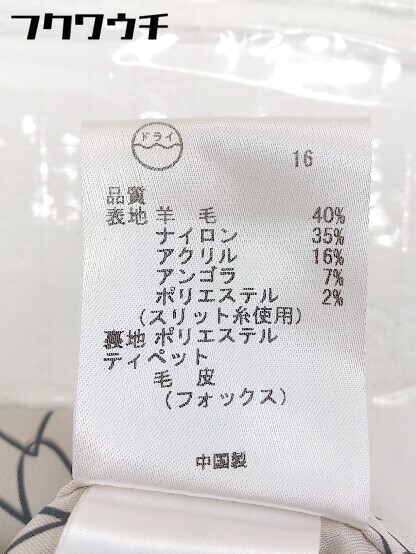 フクワウチ
ドライ
16
品質
表地 羊 毛 40%
ナイロン 35%
アクリル 16%
アンゴラ 7%
ポリエステル 2%
(スリット糸使用)
裏地 ポリエステル
ティペット
毛 皮
(フォックス)
中国製